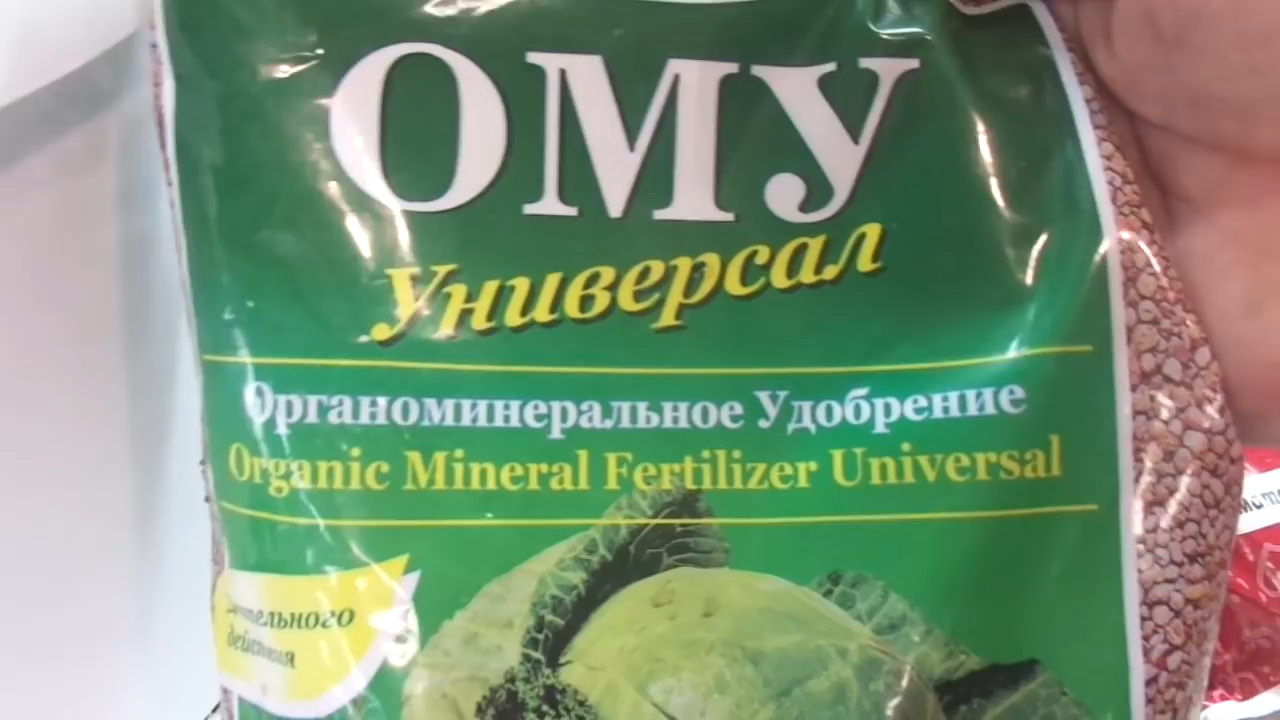 ОМУ
Универсал
Органоминеральное Удобрение
Organic Mineral Fertilizer Universal
действия